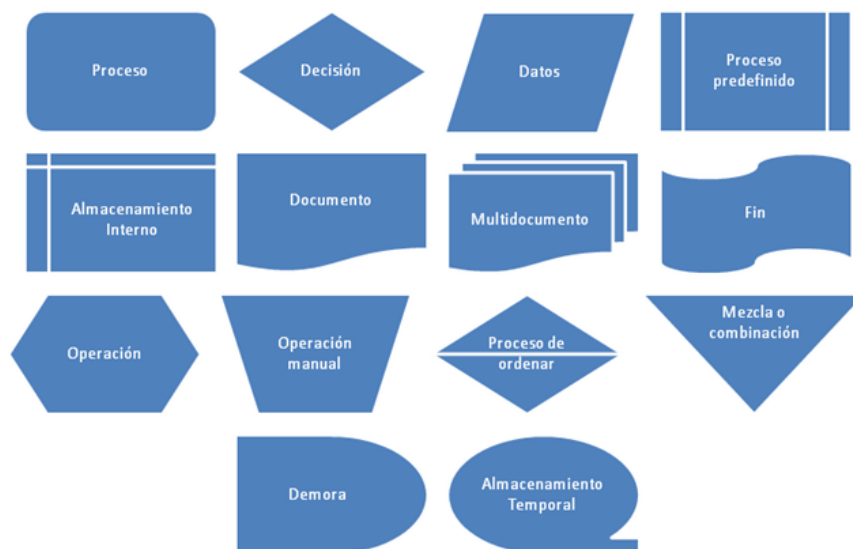 Proceso
Decisión
Datos
Proceso
predefinido
Almacenamiento
Interno
Documento
Multidocumento
Fin
Operación
Operación
manual
Proceso de
ordenar
Mezcla o
combinación
Demora
Almacenamiento
Temporal